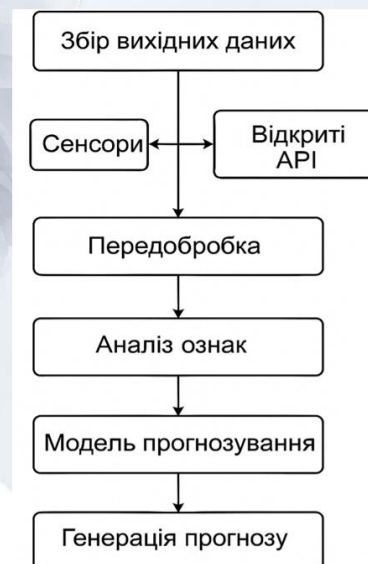 Збір вихідних даних
Сенсори
Відкриті
API
Передобробка
Аналіз ознак
Модель прогнозування
Генерація прогнозу